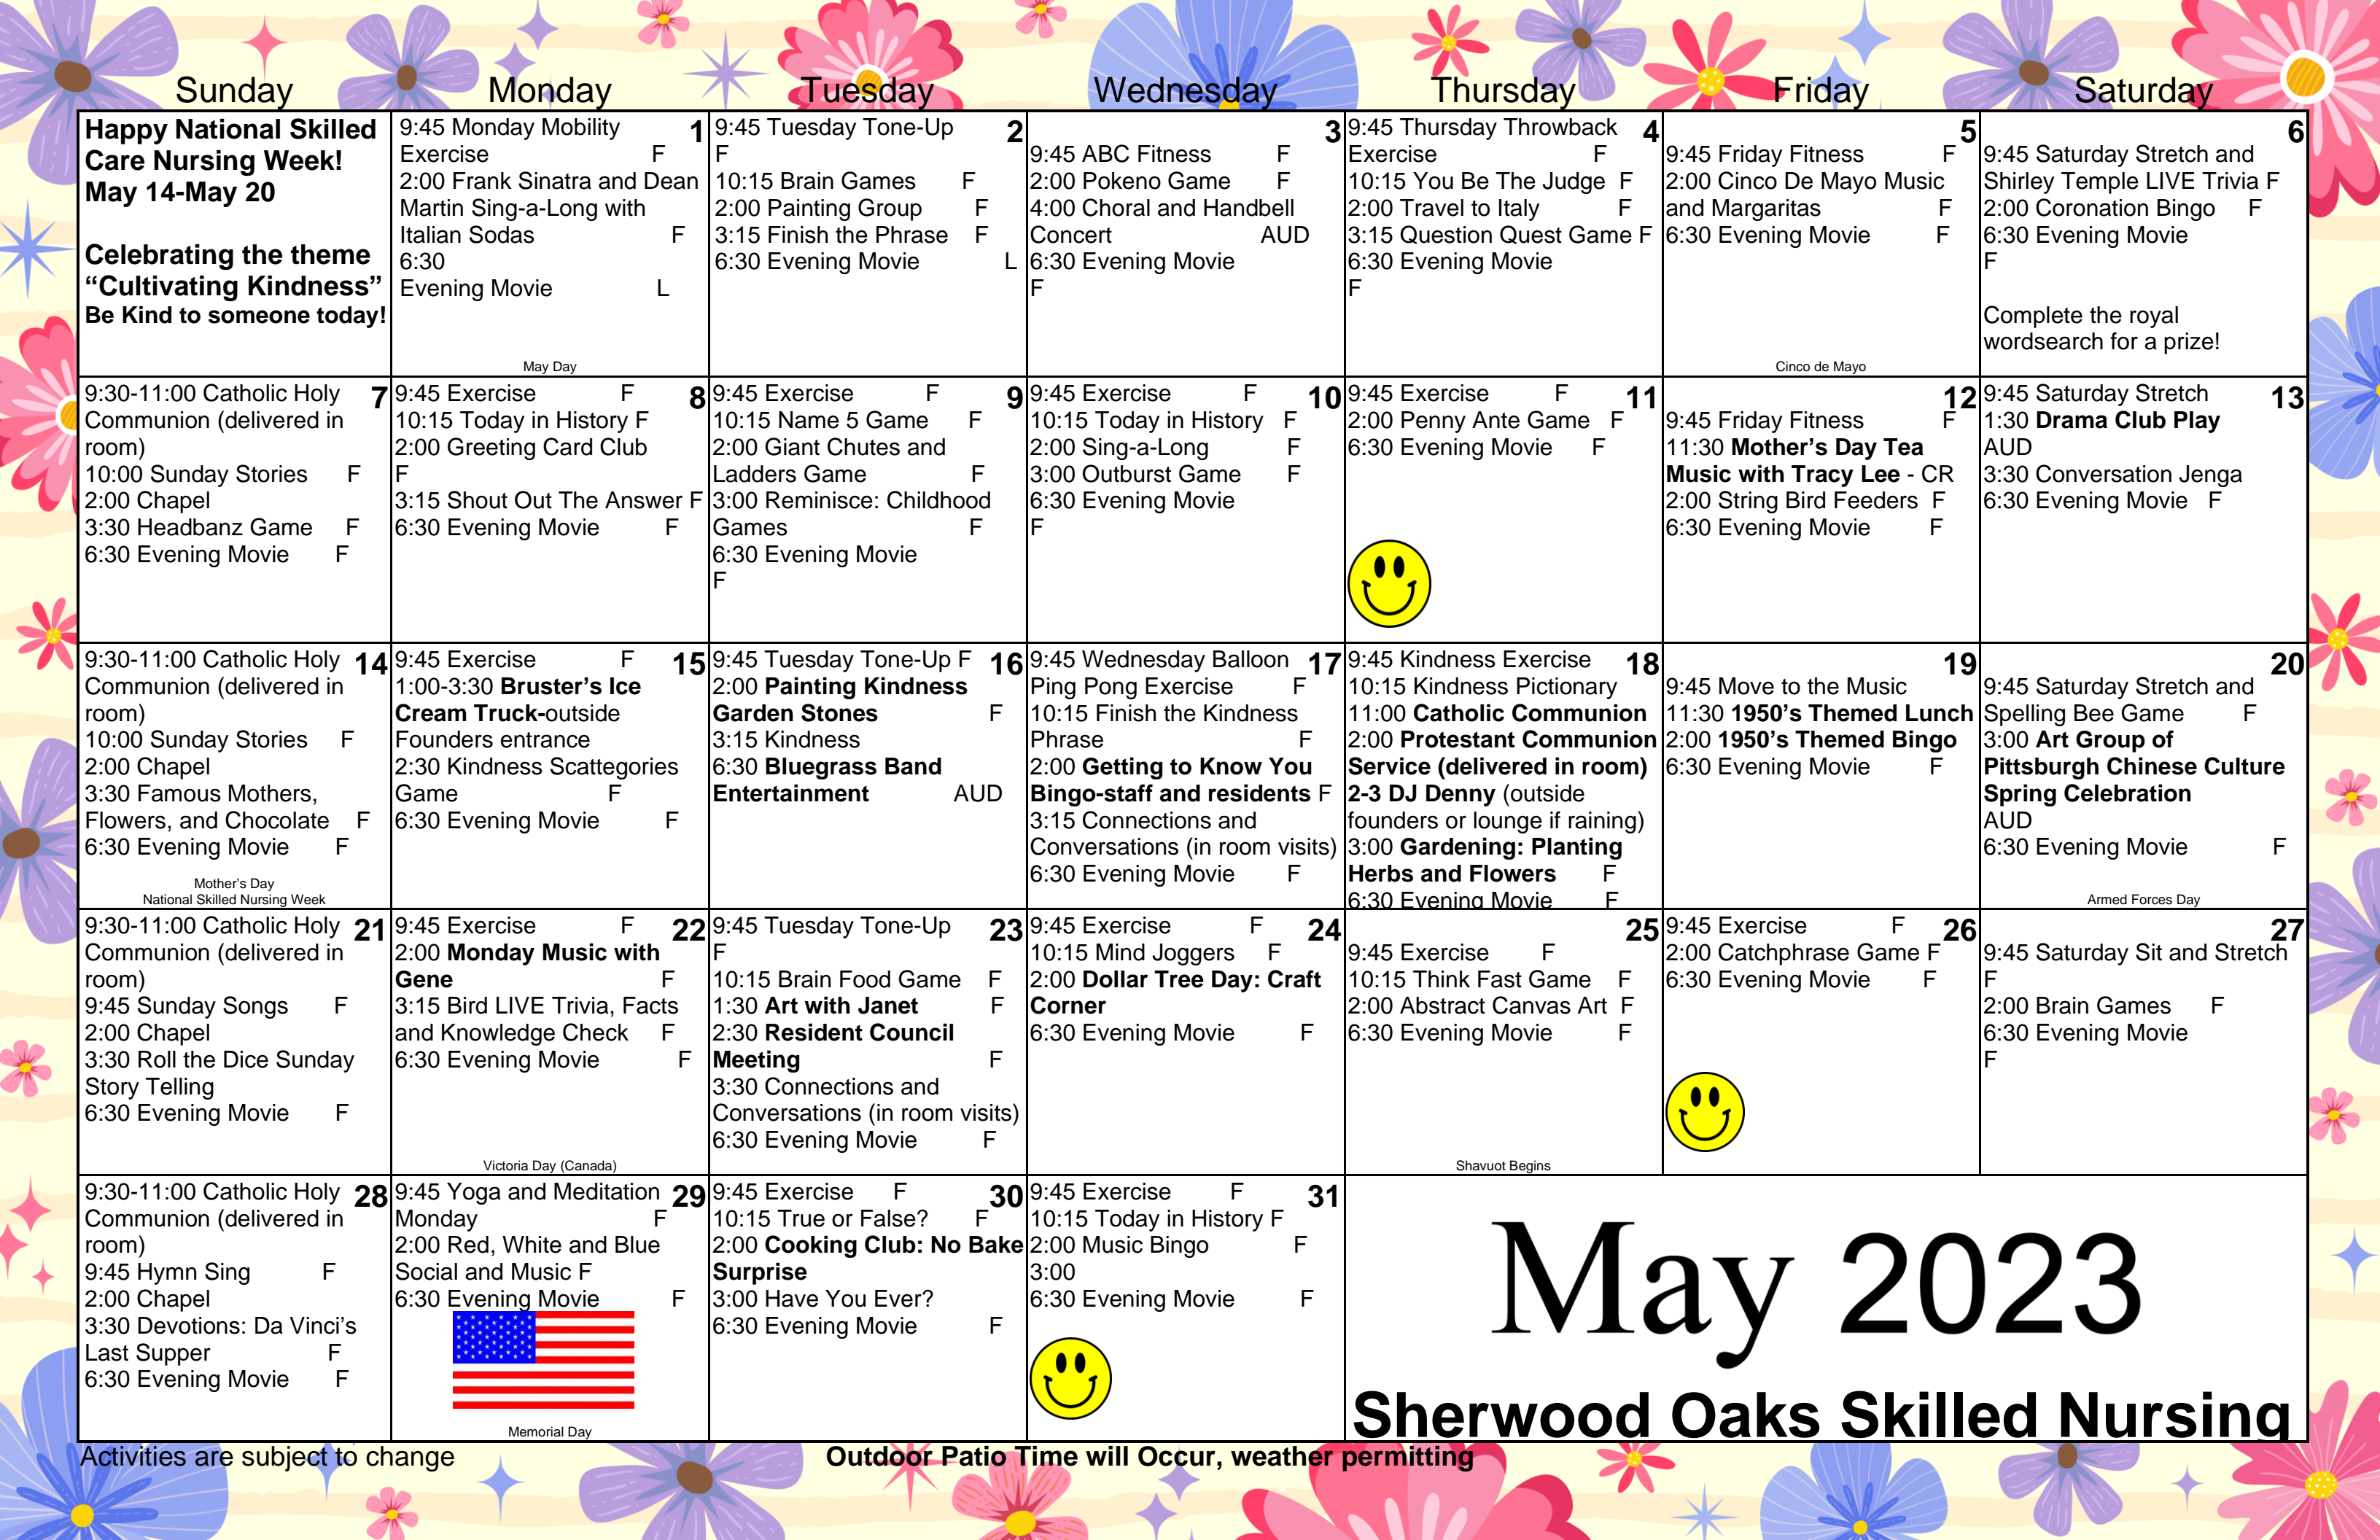 Sunday Monday Tuesday Wednesday Thursday Friday Saturday
Happy National Skilled
Care Nursing Week!
May 14-May 20
Celebrating the theme
“Cultivating Kindness”
Be Kind to someone today!
1
9:45 Monday Mobility
Exercise F
2:00 Frank Sinatra and Dean
Martin Sing-a-Long with
Italian Sodas F
6:30
Evening Movie L
May Day
2
9:45 Tuesday Tone-Up
F
10:15 Brain Games F
2:00 Painting Group F
3:15 Finish the Phrase F
6:30 Evening Movie L
3
9:45 ABC Fitness F
2:00 Pokeno Game F
4:00 Choral and Handbell
Concert AUD
6:30 Evening Movie
F
4
9:45 Thursday Throwback
Exercise F
10:15 You Be The Judge F
2:00 Travel to Italy F
3:15 Question Quest Game F
6:30 Evening Movie
F
5
9:45 Friday Fitness F
2:00 Cinco De Mayo Music
and Margaritas F
6:30 Evening Movie F
Cinco de Mayo
6
9:45 Saturday Stretch and
Shirley Temple LIVE Trivia F
2:00 Coronation Bingo F
6:30 Evening Movie
F
Complete the royal
wordsearch for a prize!
7
9:30-11:00 Catholic Holy
Communion (delivered in
room)
10:00 Sunday Stories F
2:00 Chapel
3:30 Headbanz Game F
6:30 Evening Movie F
8
9:45 Exercise F
10:15 Today in History F
2:00 Greeting Card Club
F
3:15 Shout Out The Answer F
6:30 Evening Movie F
9
9:45 Exercise F
10:15 Name 5 Game F
2:00 Giant Chutes and
Ladders Game F
3:00 Reminisce: Childhood
Games F
6:30 Evening Movie
F
10
9:45 Exercise F
10:15 Today in History F
2:00 Sing-a-Long F
3:00 Outburst Game F
6:30 Evening Movie
F
11
9:45 Exercise F
2:00 Penny Ante Game F
6:30 Evening Movie F
12
9:45 Friday Fitness F
11:30 Mother’s Day Tea
Music with Tracy Lee - CR
2:00 String Bird Feeders F
6:30 Evening Movie F
13
9:45 Saturday Stretch
1:30 Drama Club Play
AUD
3:30 Conversation Jenga
6:30 Evening Movie F
14
9:30-11:00 Catholic Holy
Communion (delivered in
room)
10:00 Sunday Stories F
2:00 Chapel
3:30 Famous Mothers,
Flowers, and Chocolate F
6:30 Evening Movie F
Mother’s Day
National Skilled Nursing Week
15
9:45 Exercise F
1:00-3:30 Bruster’s Ice
Cream Truck-outside
Founders entrance
2:30 Kindness Scattegories
Game F
6:30 Evening Movie F
16
9:45 Tuesday Tone-Up F
2:00 Painting Kindness
Garden Stones F
3:15 Kindness
6:30 Bluegrass Band
Entertainment AUD
17
9:45 Wednesday Balloon
Ping Pong Exercise F
10:15 Finish the Kindness
Phrase F
2:00 Getting to Know You
Bingo-staff and residents F
3:15 Connections and
Conversations (in room visits)
6:30 Evening Movie F
18
9:45 Kindness Exercise
10:15 Kindness Pictionary
11:00 Catholic Communion
2:00 Protestant Communion
Service (delivered in room)
2-3 DJ Denny (outside
founders or lounge if raining)
3:00 Gardening: Planting
Herbs and Flowers F
6:30 Evening Movie F
19
9:45 Move to the Music
11:30 1950’s Themed Lunch
2:00 1950’s Themed Bingo
6:30 Evening Movie F
20
9:45 Saturday Stretch and
Spelling Bee Game F
3:00 Art Group of
Pittsburgh Chinese Culture
Spring Celebration
AUD
6:30 Evening Movie F
Armed Forces Day
21
9:30-11:00 Catholic Holy
Communion (delivered in
room)
9:45 Sunday Songs F
2:00 Chapel
3:30 Roll the Dice Sunday
Story Telling
6:30 Evening Movie F
22
9:45 Exercise F
2:00 Monday Music with
Gene F
3:15 Bird LIVE Trivia, Facts
and Knowledge Check F
6:30 Evening Movie F
Victoria Day (Canada)
23
9:45 Tuesday Tone-Up
F
10:15 Brain Food Game F
1:30 Art with Janet F
2:30 Resident Council
Meeting F
3:30 Connections and
Conversations (in room visits)
6:30 Evening Movie F
24
9:45 Exercise F
10:15 Mind Joggers F
2:00 Dollar Tree Day: Craft
Corner
6:30 Evening Movie F
25
9:45 Exercise F
10:15 Think Fast Game F
2:00 Abstract Canvas Art F
6:30 Evening Movie F
Shavuot Begins
26
9:45 Exercise F
2:00 Catchphrase Game F
6:30 Evening Movie F
27
9:45 Saturday Sit and Stretch
F
2:00 Brain Games F
6:30 Evening Movie
F
28
9:30-11:00 Catholic Holy
Communion (delivered in
room)
9:45 Hymn Sing F
2:00 Chapel
3:30 Devotions: Da Vinci’s
Last Supper F
6:30 Evening Movie F
29
9:45 Yoga and Meditation
Monday F
2:00 Red, White and Blue
Social and Music F
6:30 Evening Movie F
Memorial Day
30
9:45 Exercise F
10:15 True or False? F
2:00 Cooking Club: No Bake
Surprise
3:00 Have You Ever?
6:30 Evening Movie F
31
9:45 Exercise F
10:15 Today in History F
2:00 Music Bingo F
3:00
6:30 Evening Movie F
May 2023
Sherwood Oaks Skilled Nursing
Activities are subject to change
Outdoor Patio Time will Occur, weather permitting